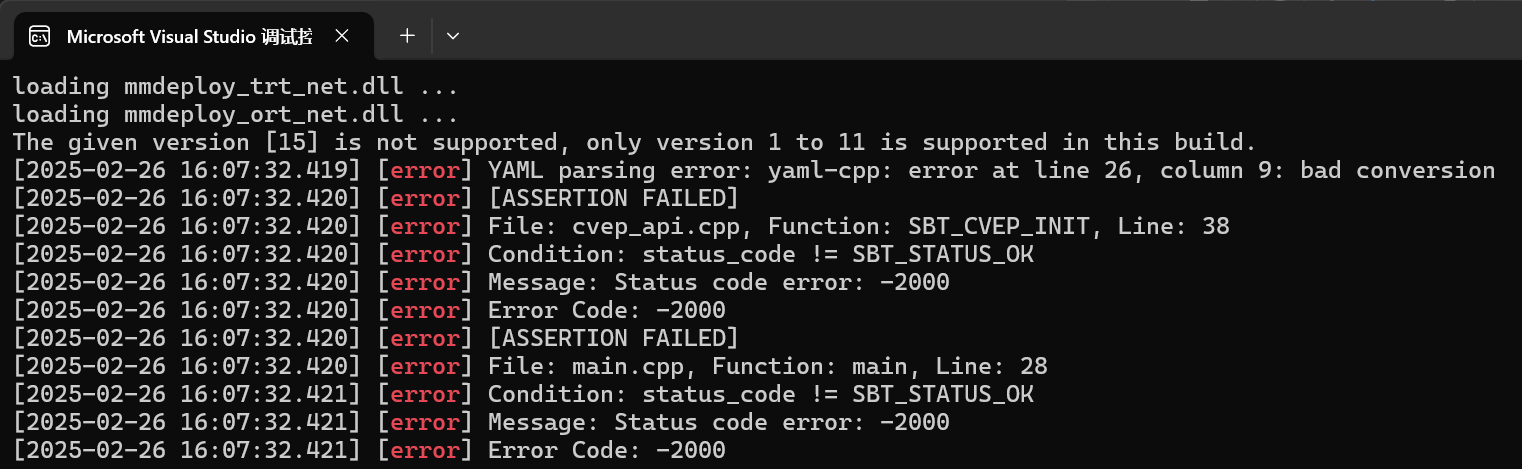 Microsoft Visual Studio 调试控
loading mmdeploy_trt_net.dll ...
loading mmdeploy_ort_net.dll ...
The given version [15] is not supported, only version 1 to 11 is supported in this build.
[2025-02-26 16:07:32.419] [error] YAML parsing error: yaml-cpp: error at line 26, column 9: bad conversion
[2025-02-26 16:07:32.420] [error] [ASSERTION FAILED]
[2025-02-26 16:07:32.420] [error] File: cvep_api.cpp, Function: SBT_CVEP_INIT, Line: 38
[2025-02-26 16:07:32.420] [error] Condition: status_code != SBT_STATUS_OK
[2025-02-26 16:07:32.420] [error] Message: Status code error: -2000
[2025-02-26 16:07:32.420] [error] Error Code: -2000
[2025-02-26 16:07:32.420] [error] [ASSERTION FAILED]
[2025-02-26 16:07:32.420] [error] File: main.cpp, Function: main, Line: 28
[2025-02-26 16:07:32.421] [error] Condition: status_code != SBT_STATUS_OK
[2025-02-26 16:07:32.421] [error] Message: Status code error: -2000
[2025-02-26 16:07:32.421] [error] Error Code: -2000